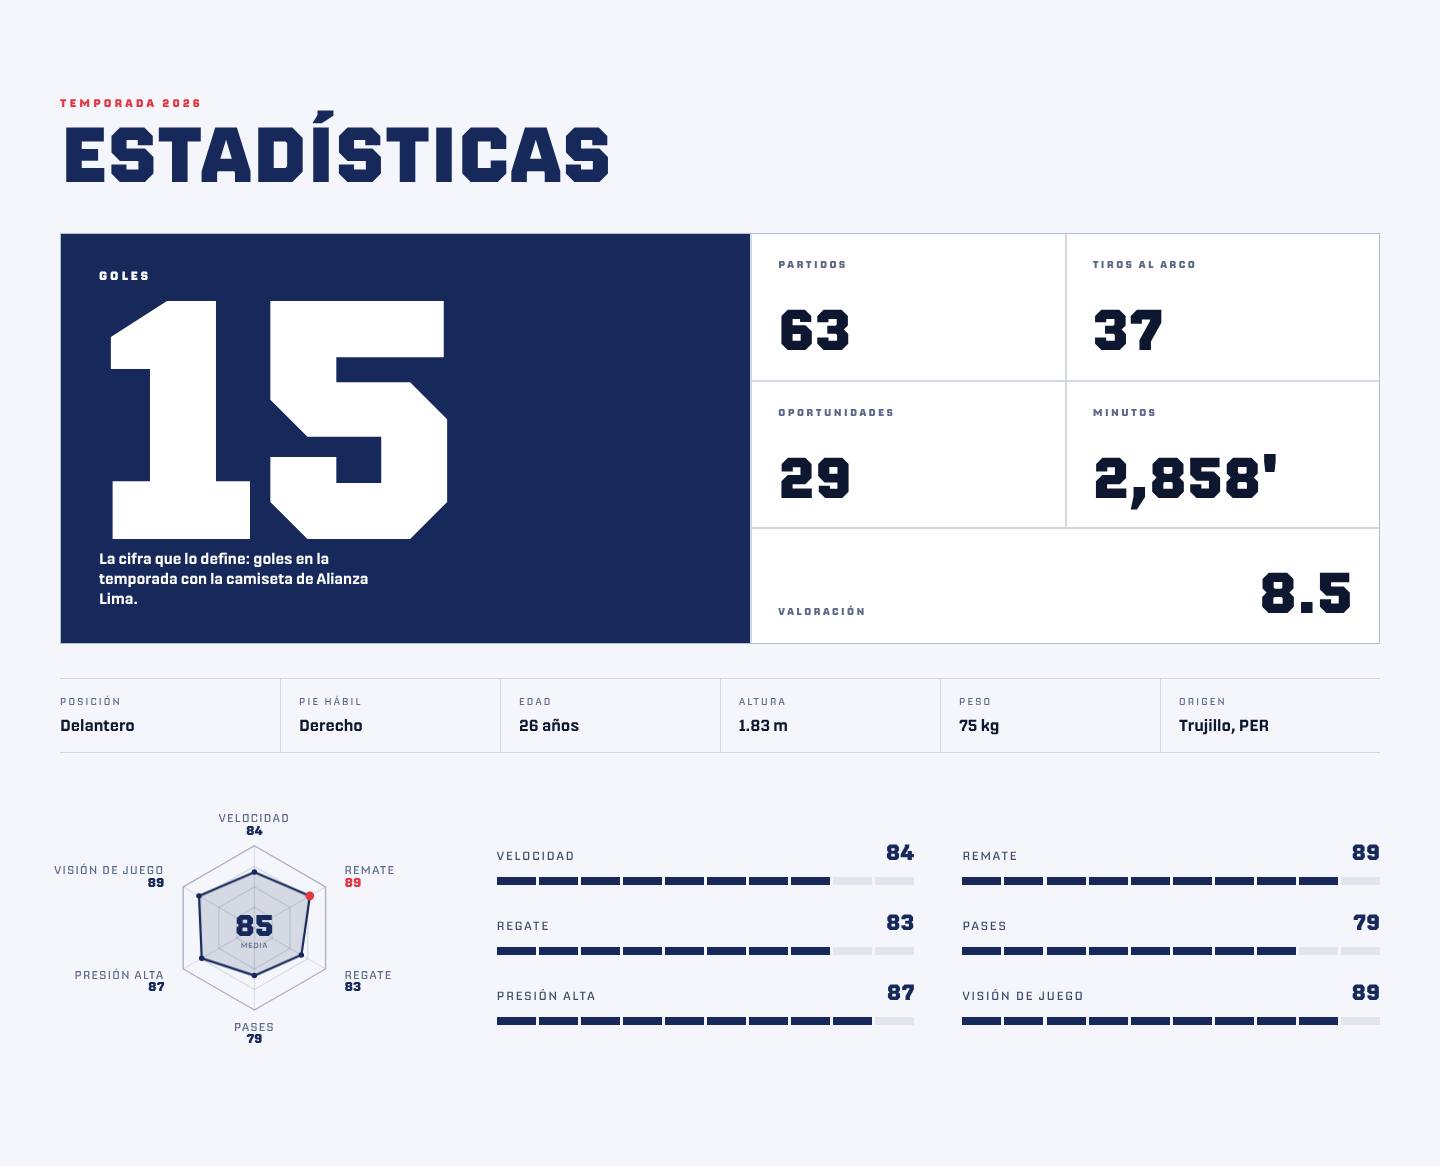 TEMPORADA 2026
ESTADÍSTICAS
GOLES
15
La cifra que lo define: goles en la
temporada con la camiseta de Alianza
Lima.
PARTIDOS
63
TIROS AL ARCO
37
OPORTUNIDADES
29
MINUTOS
2,858'
VALORACIÓN
8.5
POSICIÓN
Delantero
PIE HÁBIL
Derecho
EDAD
26 años
ALTURA
1.83 m
PESO
75 kg
ORIGEN
Trujillo, PER
VELOCIDAD
84
VISIÓN DE JUEGO
89
REMATE
89
85
MEDIA
PRESIÓN ALTA
87
REGATE
83
PASES
79
VELOCIDAD
84
REMATE
89
REGATE
83
PASES
79
PRESIÓN ALTA
87
VISIÓN DE JUEGO
89